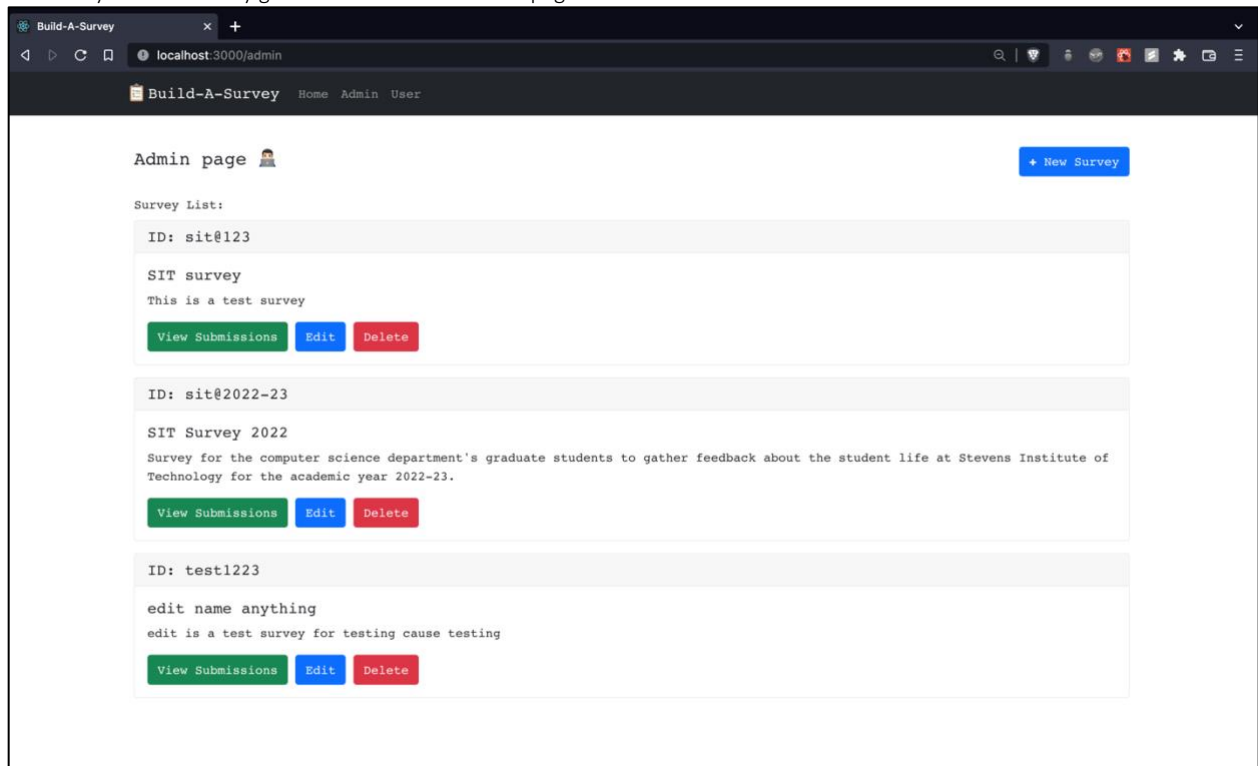 Build-A-Survey
localhost:3000/admin
Build-A-Survey Home Admin User
Admin page
+ New Survey
Survey List:
ID: sit@123
SIT survey
This is a test survey
View Submissions Edit Delete
ID: sit@2022-23
SIT Survey 2022
Survey for the computer science department's graduate students to gather feedback about the student life at Stevens Institute of
Technology for the academic year 2022-23.
View Submissions Edit Delete
ID: test1223
edit name anything
edit is a test survey for testing cause testing
View Submissions Edit Delete